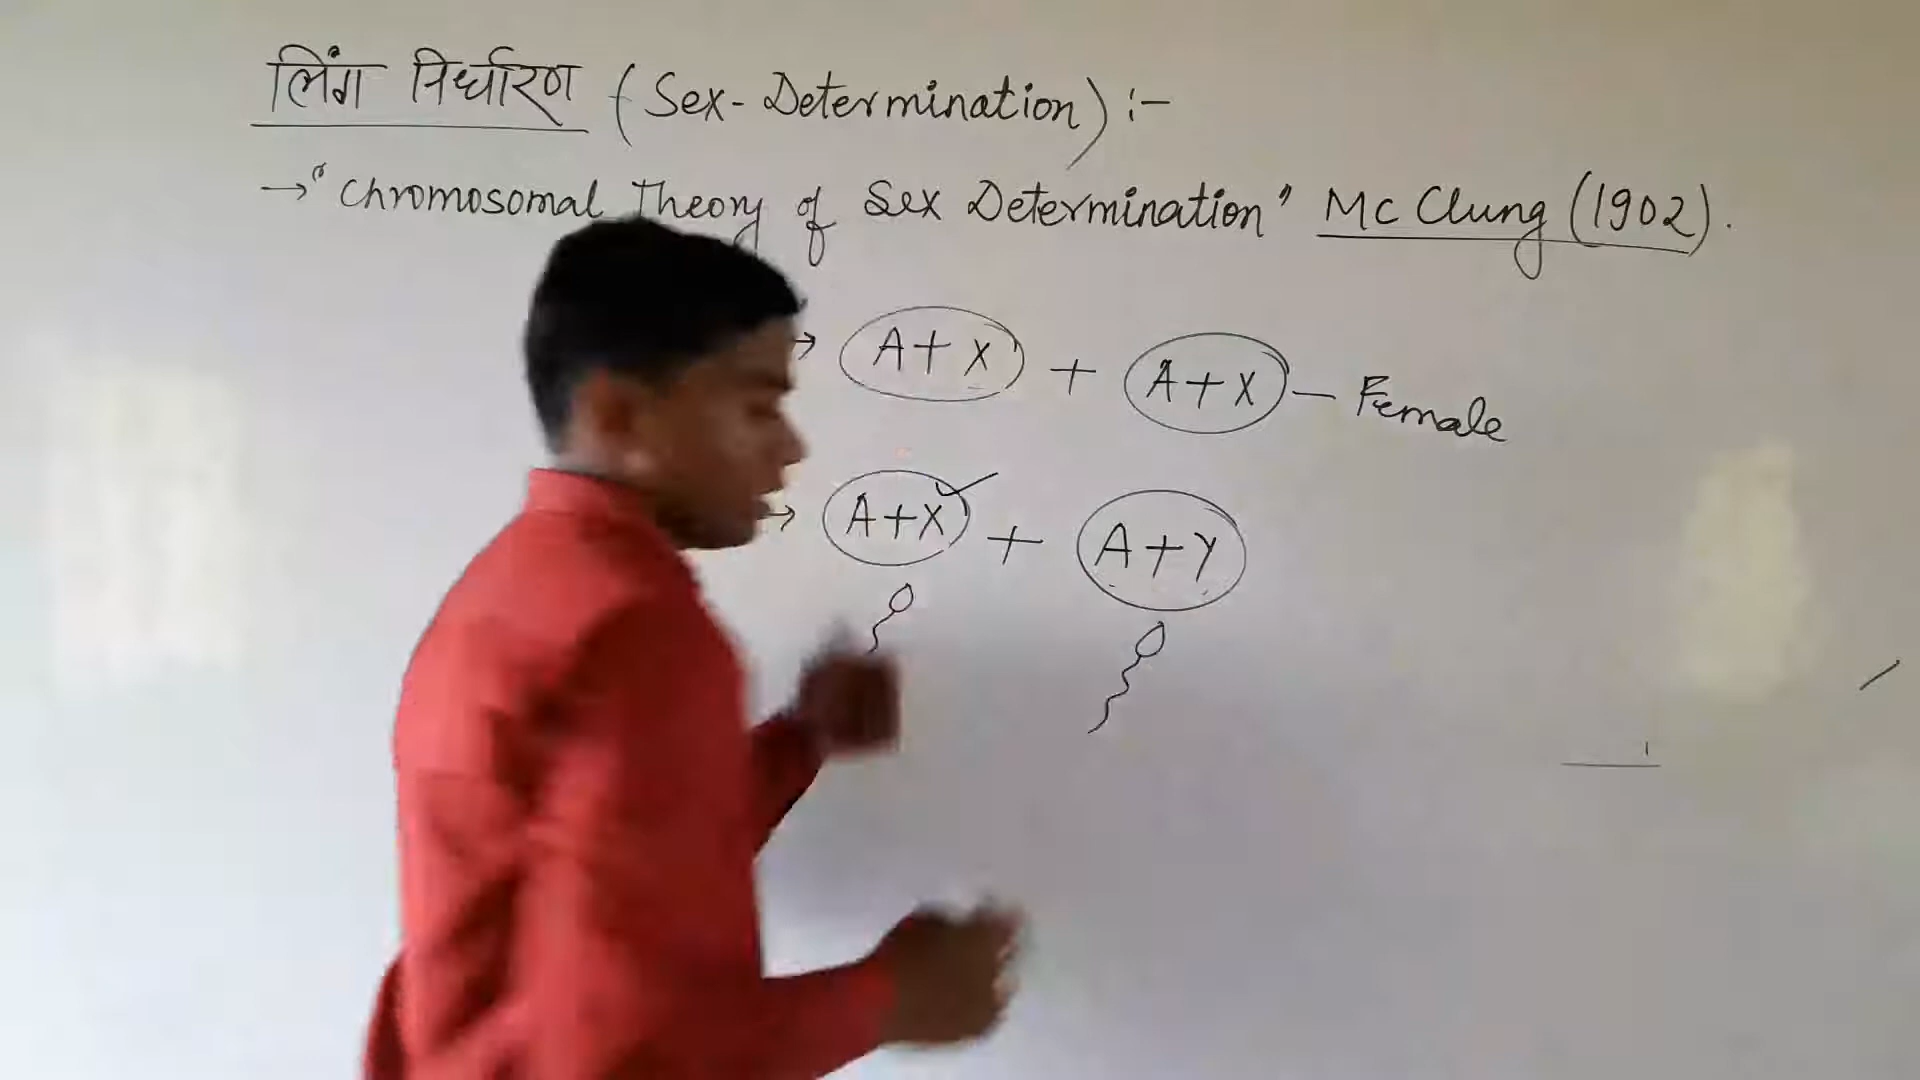 लिंग निर्धारण (Sex-Determination) :-
→ "Chromosomal Theory of Sex Determination" Mc Clung (1902).
→ A+X + A+X - Female
→ A+X + A+Y